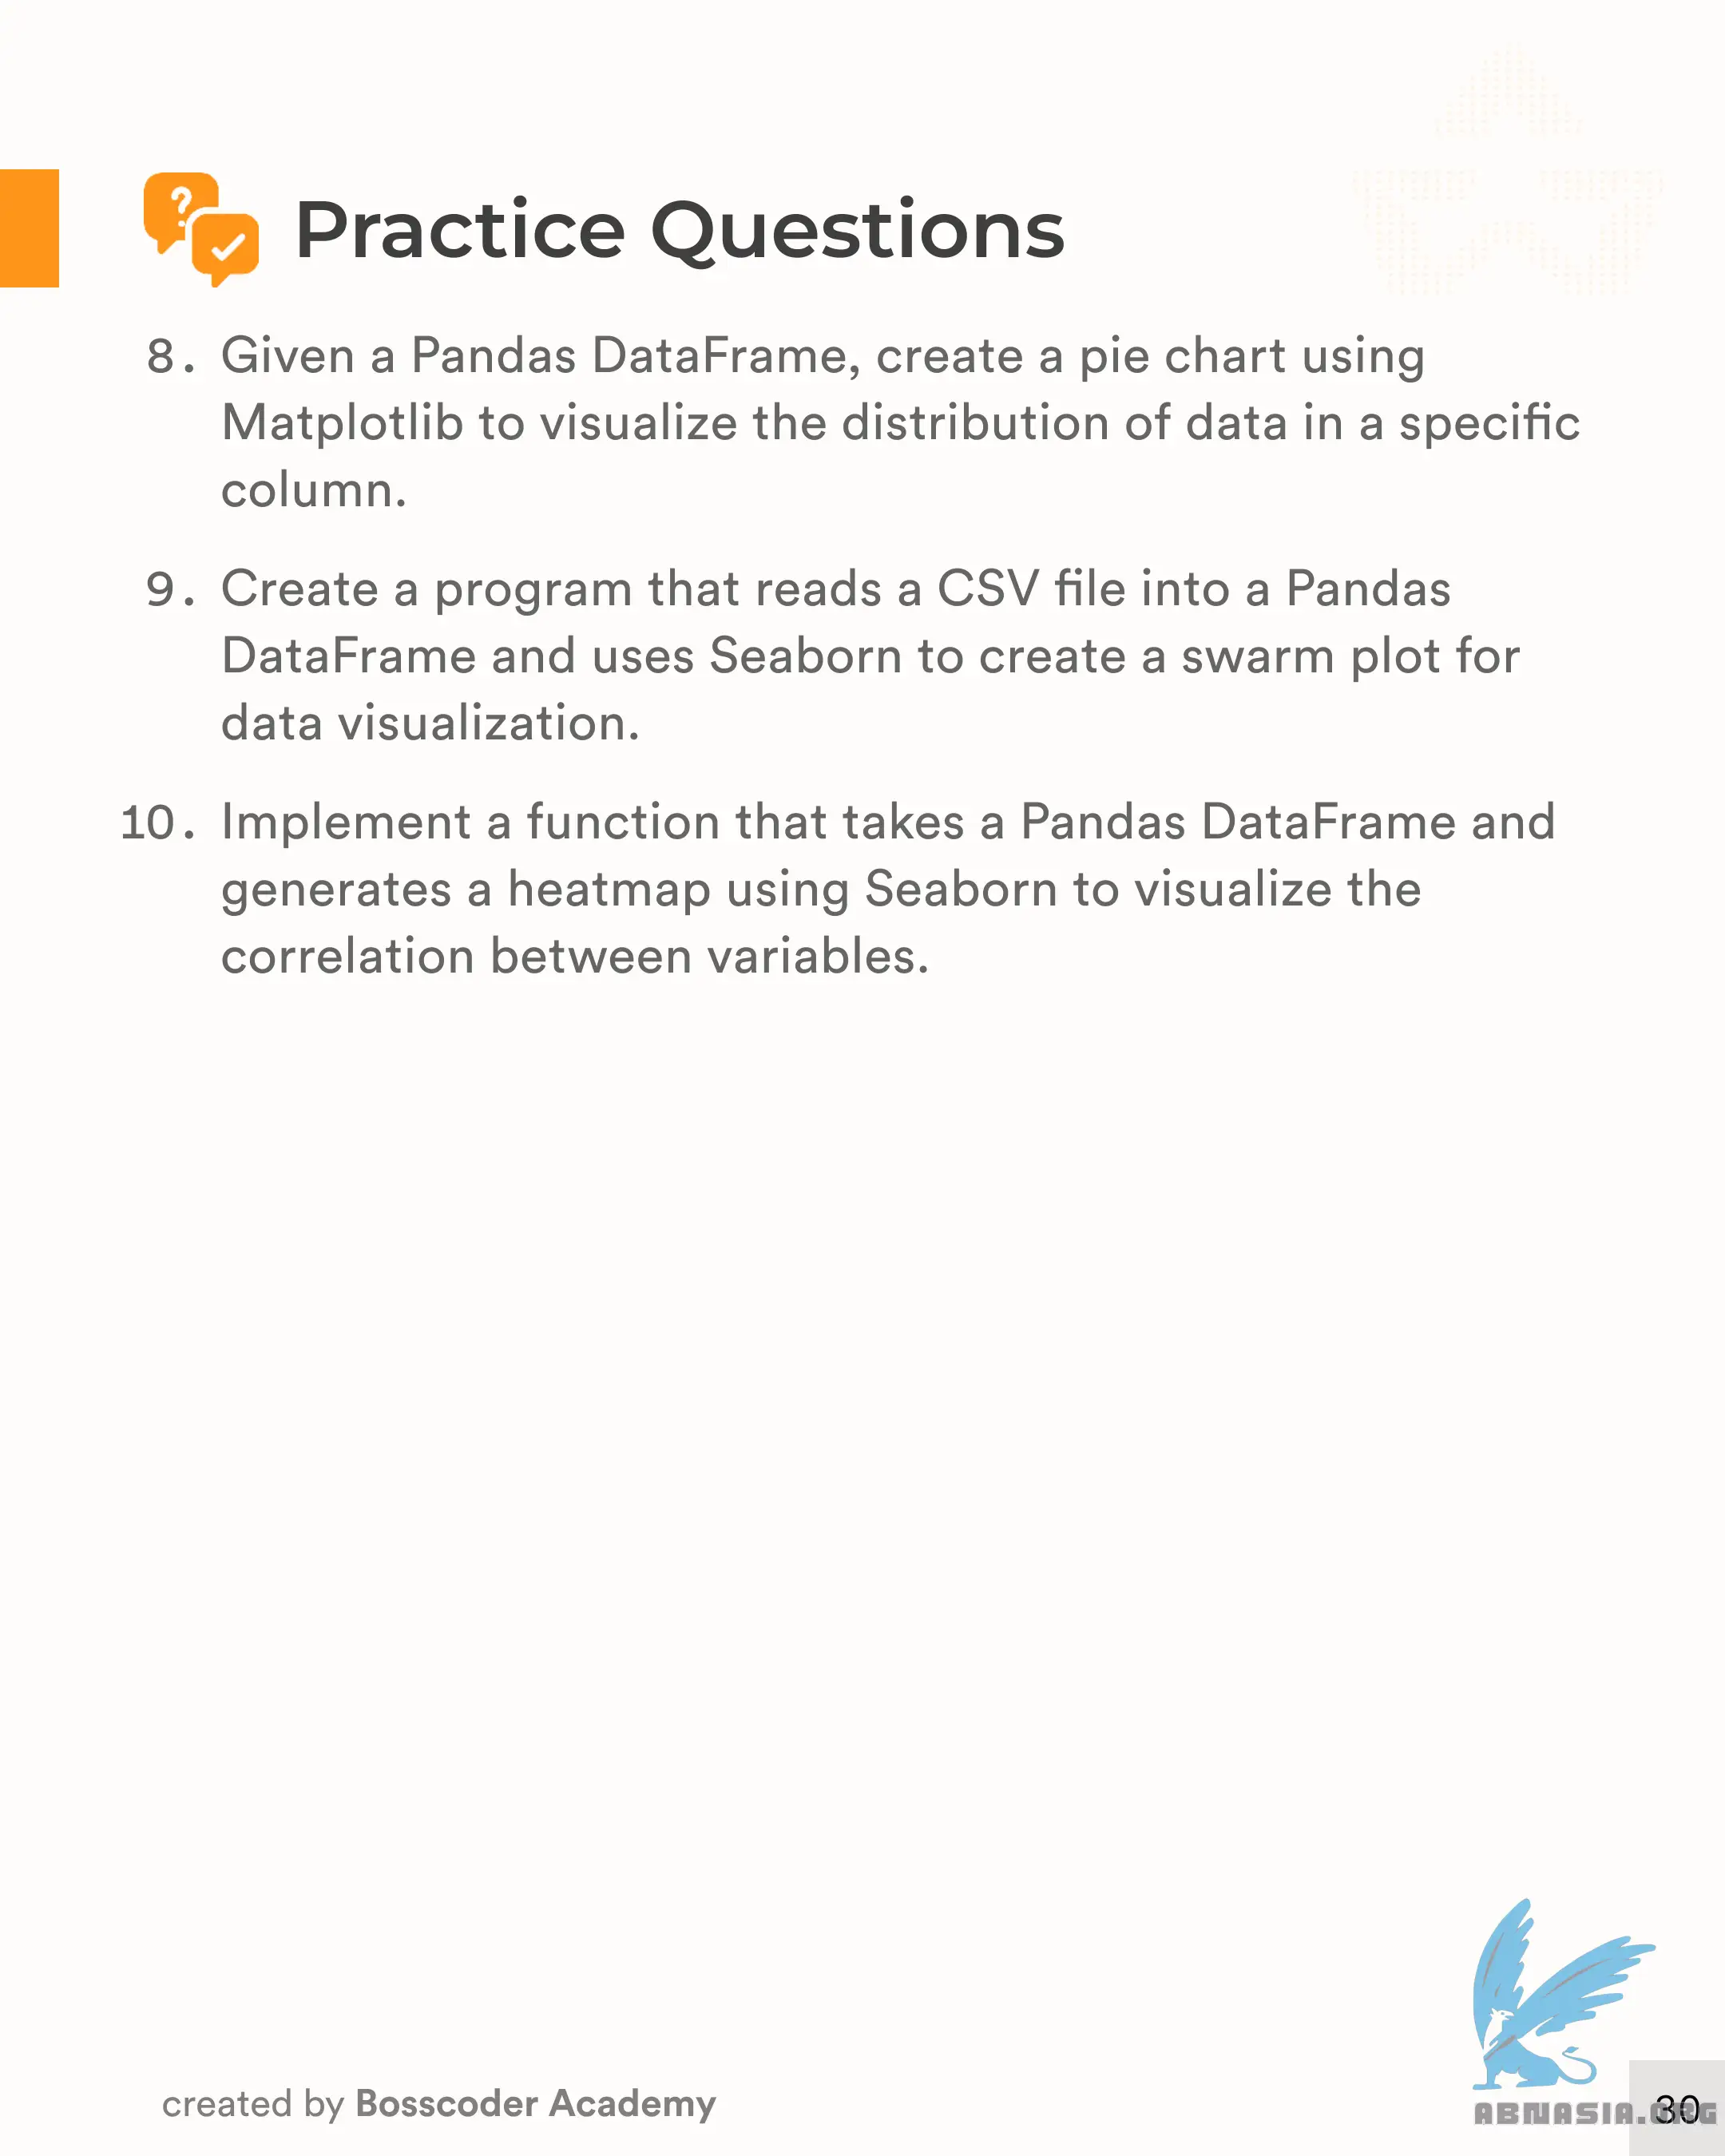 Practice Questions
8. Given a Pandas DataFrame, create a pie chart using
Matplotlib to visualize the distribution of data in a specific
column.
9. Create a program that reads a CSV file into a Pandas
DataFrame and uses Seaborn to create a swarm plot for
data visualization.
10. Implement a function that takes a Pandas DataFrame and
generates a heatmap using Seaborn to visualize the
correlation between variables.
created by Bosscoder Academy
ABNASIA.ORG
30